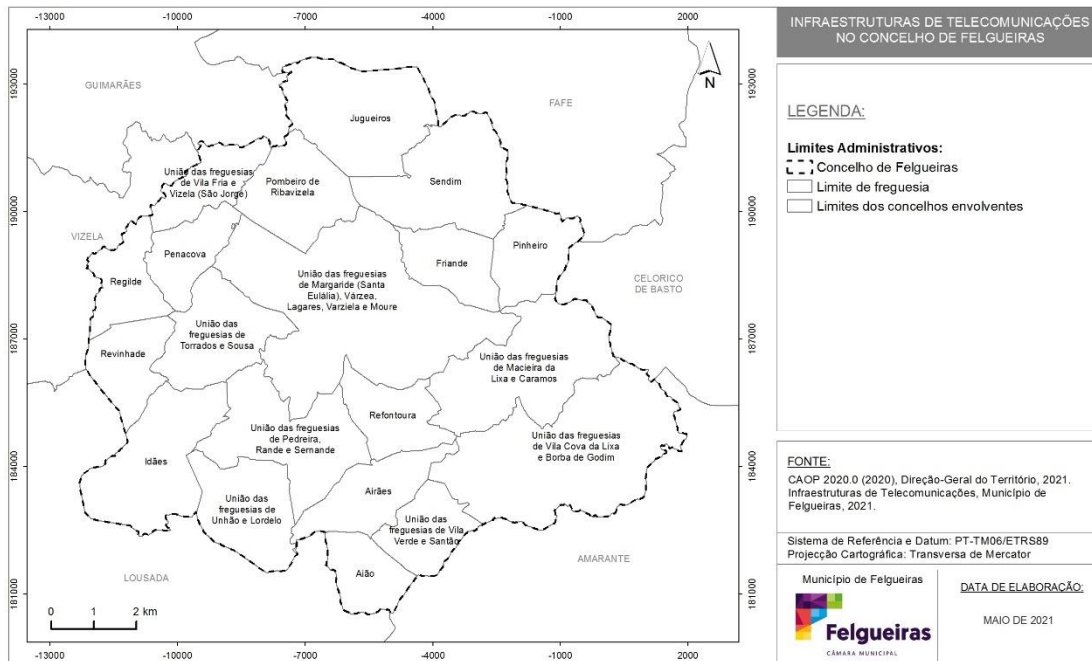 -13000 -10000 -7000 -4000 -1000 2000
193000
190000
187000
184000
181000
GUIMARÃES
FAFE
VIZELA
CELORICO
DE BASTO
AMARANTE
LOUSADA
N
Jugueiros
União das freguesias
de Vila Fria e
Vizela (São Jorge)
Pombeiro de
Ribavizela
Sendim
Penacova
Pinheiro
Friande
Regilde
União das freguesias
de Margaride (Santa
Eulália), Várzea,
Lagares, Varziela e Moure
União das
freguesias de
Torrados e Sousa
Revinhade
União das freguesias
de Macieira da
Lixa e Caramos
Refontoura
União das freguesias
de Pedreira,
Rande e Sernande
União das freguesias
de Vila Cova da Lixa
e Borba de Godim
Idães
Airães
União das
freguesias de
Unhão e Lordelo
União das
freguesias de Vila
Verde e Santão
Aião
0 1 2 km
193000
190000
187000
184000
181000
-13000 -10000 -7000 -4000 -1000 2000
INFRAESTRUTURAS DE TELECOMUNICAÇÕES
NO CONCELHO DE FELGUEIRAS
LEGENDA:
Limites Administrativos:
Concelho de Felgueiras
Limite de freguesia
Limites dos concelhos envolventes
FONTE:
CAOP 2020.0 (2020), Direção-Geral do Território, 2021.
Infraestruturas de Telecomunicações, Município de
Felgueiras, 2021.
Sistema de Referência e Datum: PT-TM06/ETRS89
Projecção Cartográfica: Transversa de Mercator
Município de Felgueiras
Felgueiras
CÂMARA MUNICIPAL
DATA DE ELABORAÇÃO:
MAIO DE 2021